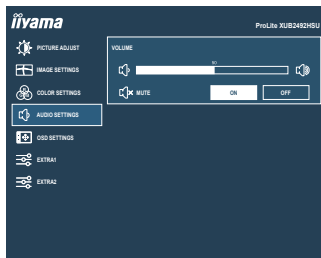 iiyama
ProLite XUB2492HSU
PICTURE ADJUST
VOLUME
50
IMAGE SETTINGS
COLOR SETTINGS
MUTE
ON
OFF
AUDIO SETTINGS
OSD SETTINGS
EXTRA1
EXTRA2